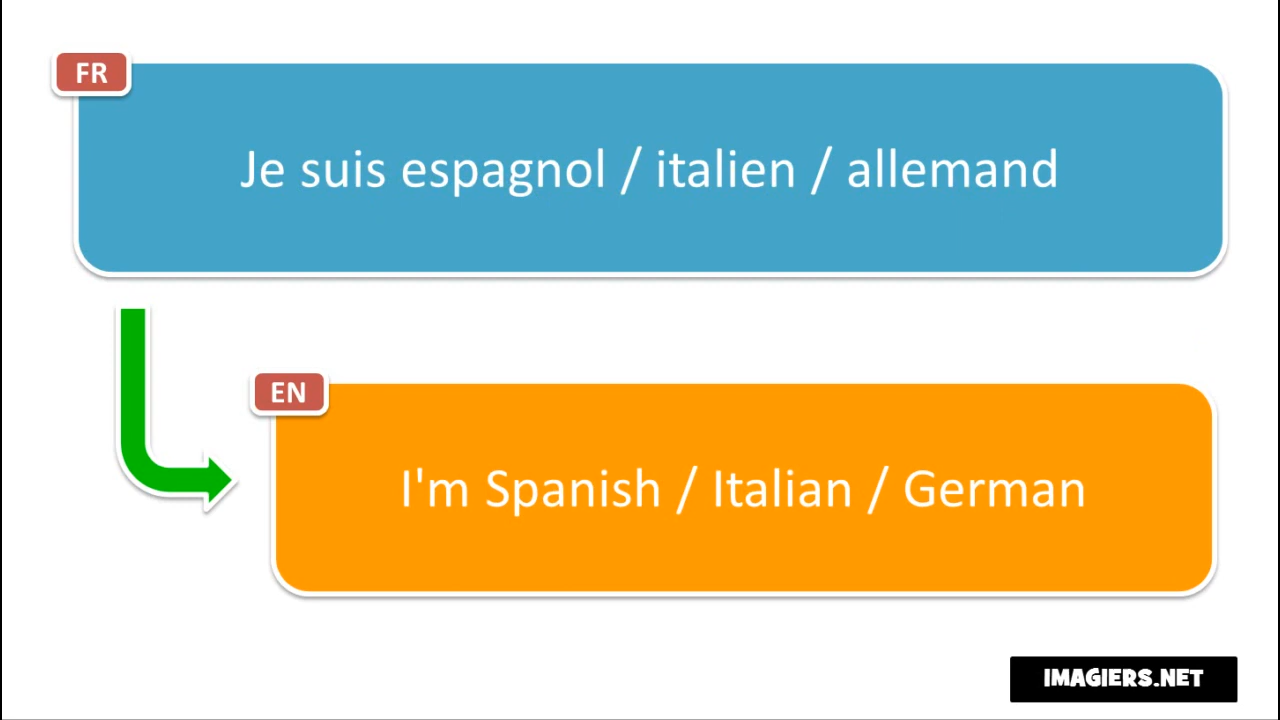 FR
Je suis espagnol / italien / allemand
EN
I'm Spanish / Italian / German
IMAGIERS.NET